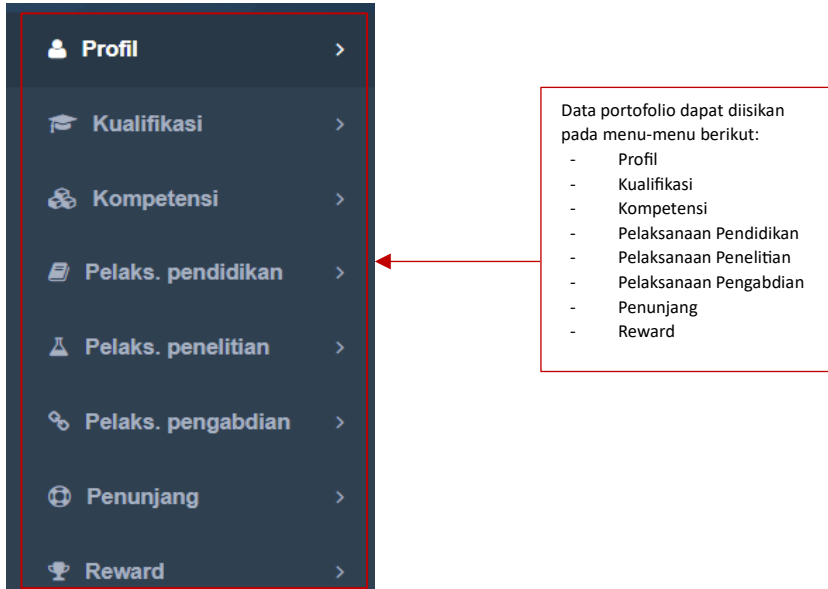 Profil
Kualifikasi
Kompetensi
Pelaks. pendidikan
Pelaks. penelitian
Pelaks. pengabdian
Penunjang
Reward
Data portofolio dapat diisikan
pada menu-menu berikut:
- Profil
- Kualifikasi
- Kompetensi
- Pelaksanaan Pendidikan
- Pelaksanaan Penelitian
- Pelaksanaan Pengabdian
- Penunjang
- Reward